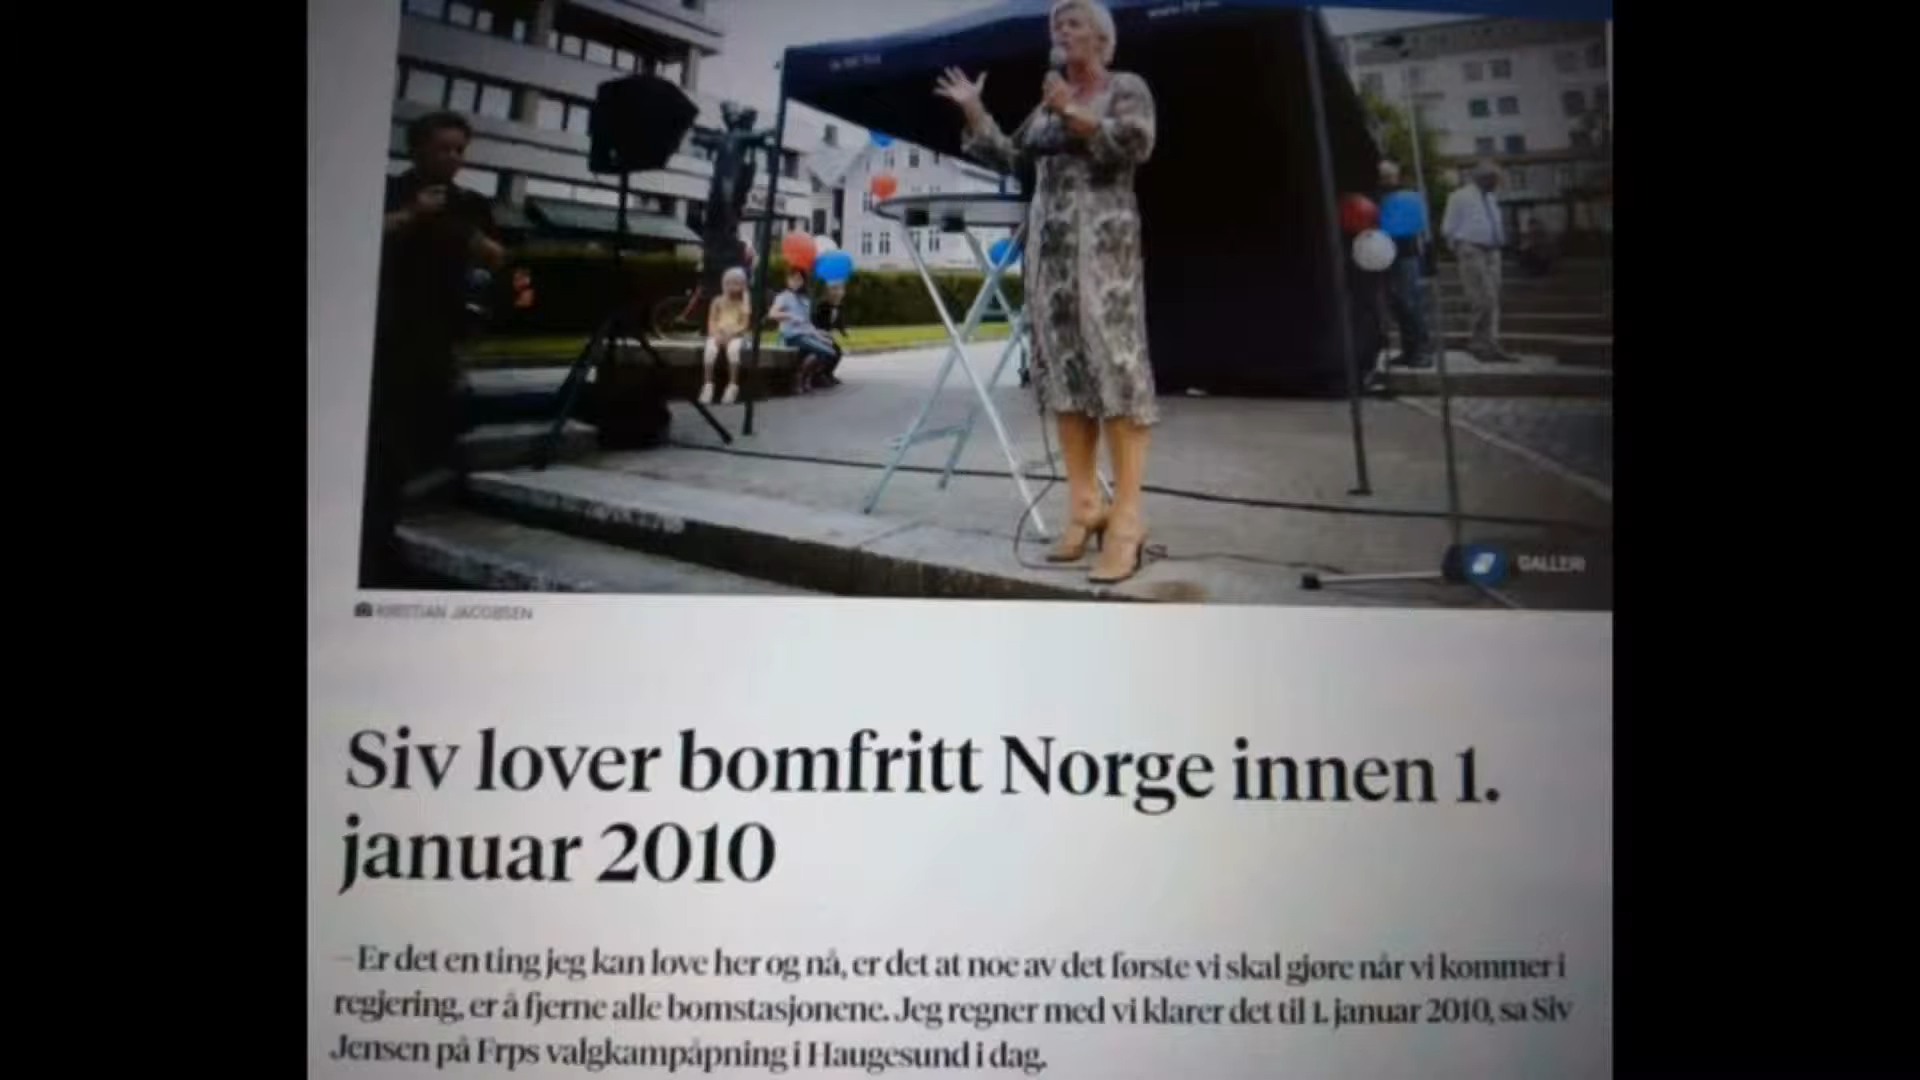 GALLERI
KRISTIAN JACOBSEN
Siv lover bomfritt Norge innen 1.
januar 2010
– Er det en ting jeg kan love her og nå, er det at noe av det første vi skal gjøre når vi kommer i
regjering, er å fjerne alle bomstasjonene. Jeg regner med vi klarer det til 1. januar 2010, sa Siv
Jensen på Frps valgkampåpning i Haugesund i dag.